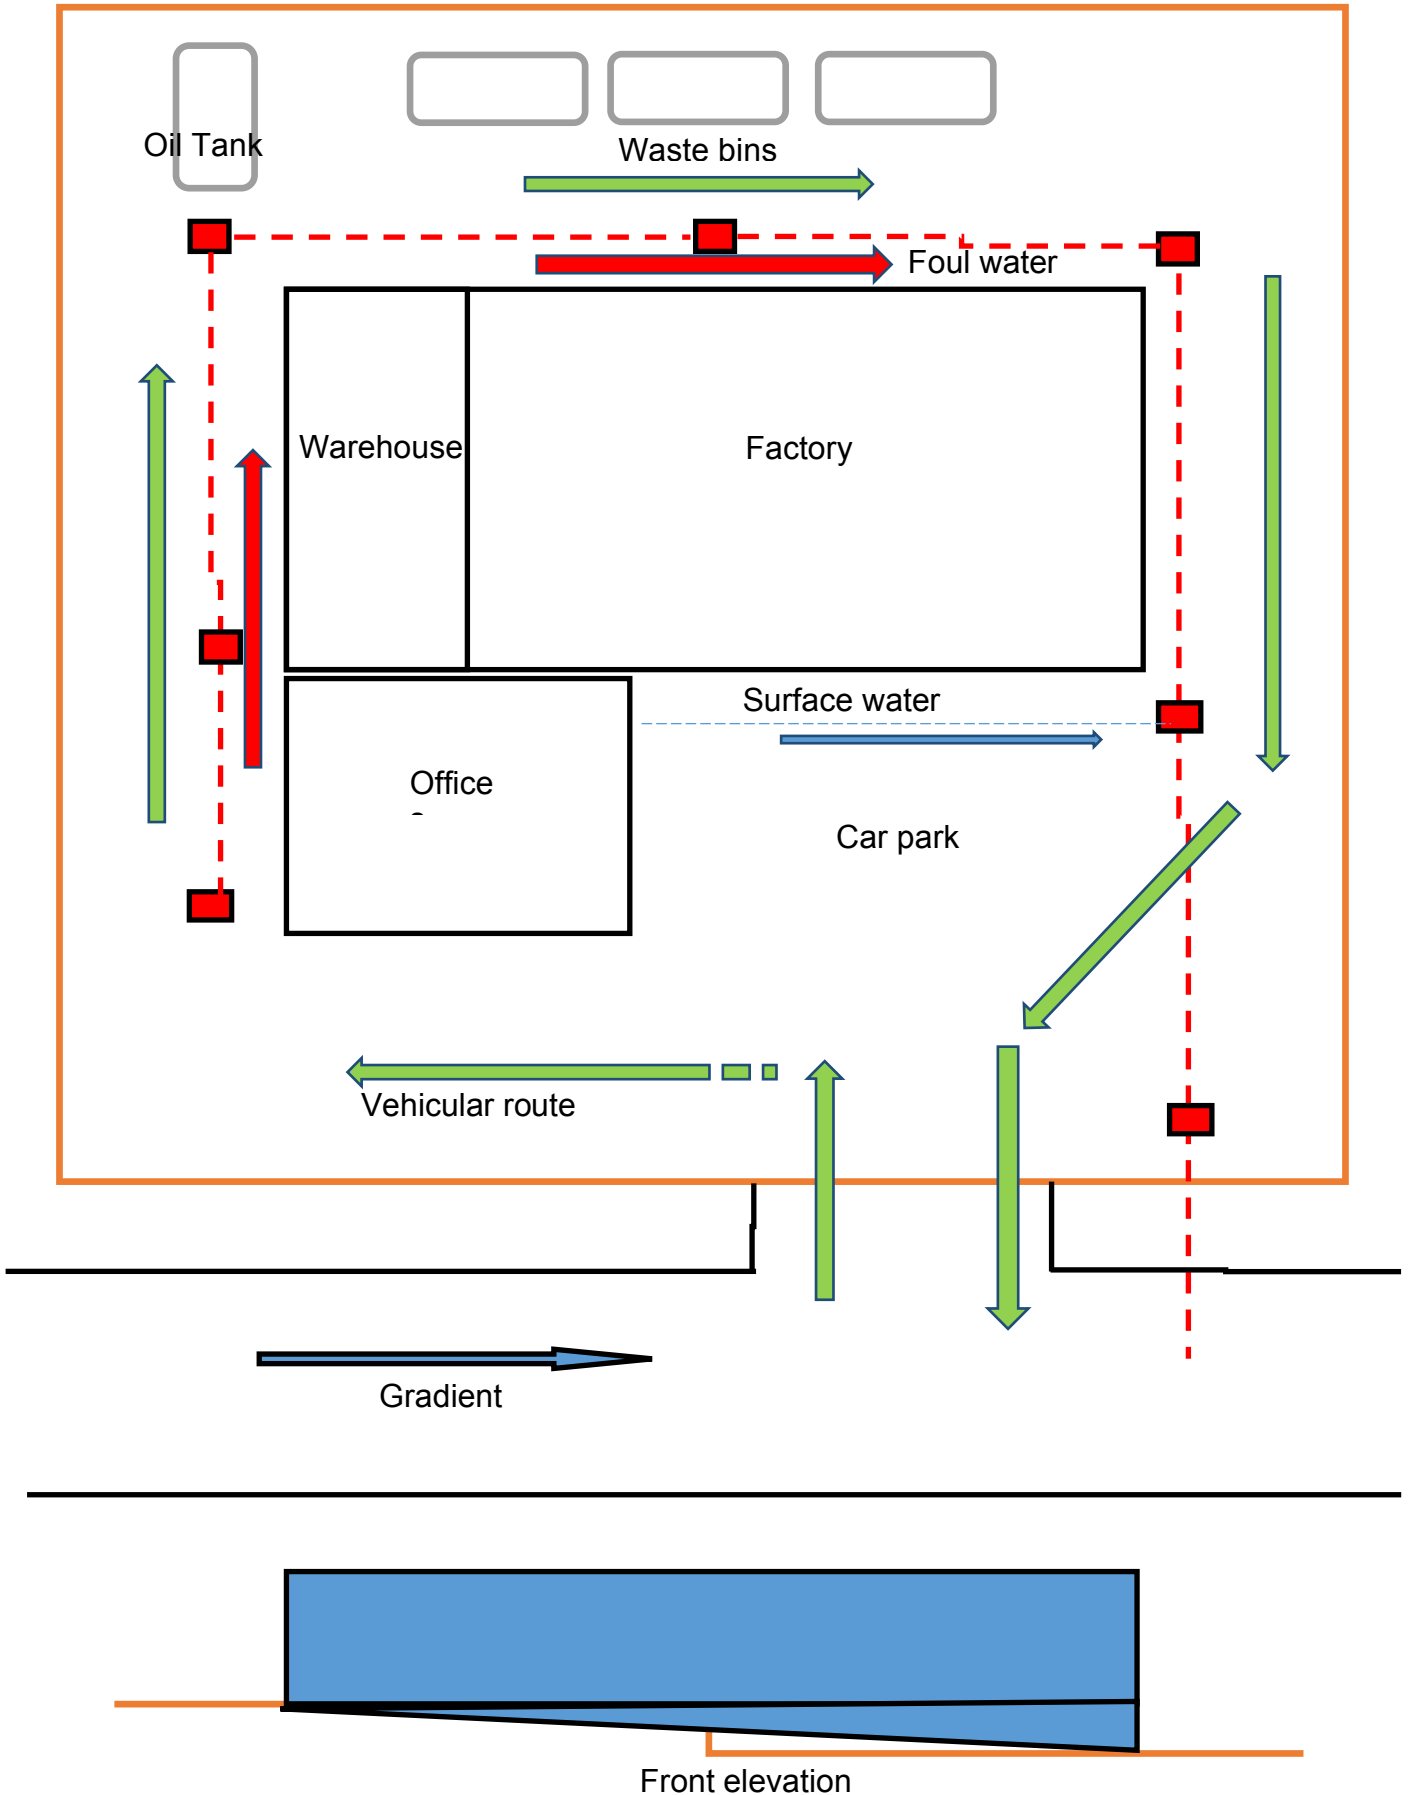 Oil Tank
Waste bins
Foul water
Warehouse
Factory
Surface water
Office
Car park
Vehicular route
Gradient
Front elevation